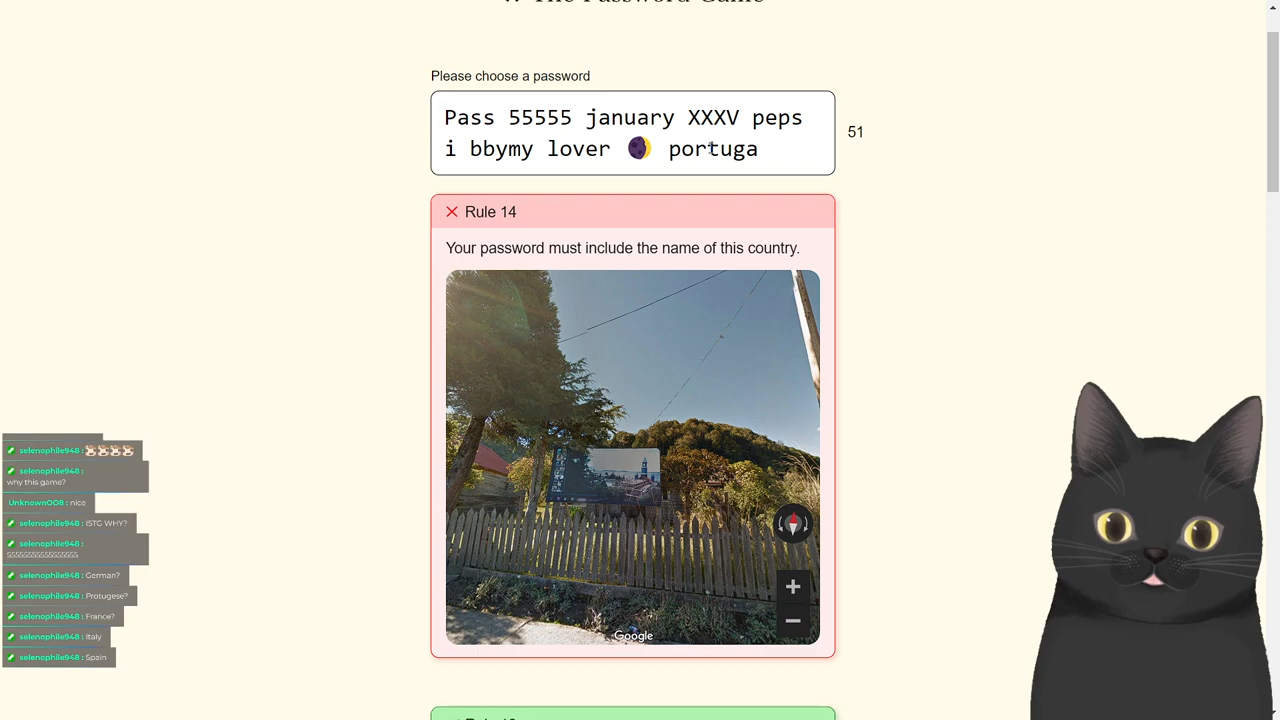 Please choose a password
Pass 55555 january XXXV peps
i bbymy lover 🌒 portuga
51
Rule 14
Your password must include the name of this country.
Google
selenophile948 :
selenophile948 :
why this game?
Unknown008 : nice
selenophile948 : ISTG WHY?
selenophile948 :
selenophile948 : German?
selenophile948 : Protugese?
selenophile948 : France?
selenophile948 : Italy
selenophile948 : Spain